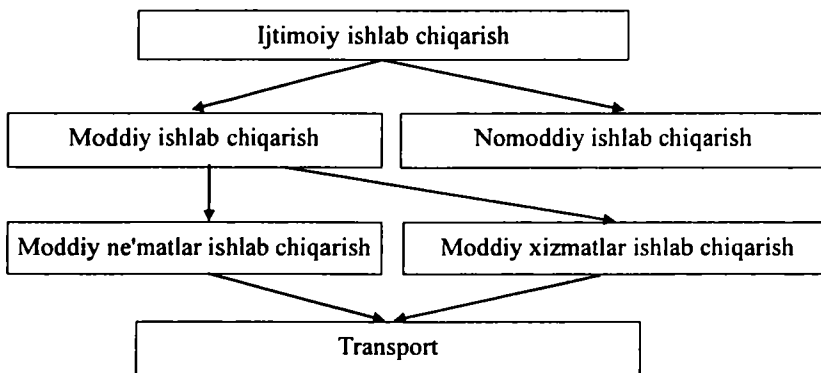 Ijtimoiy ishlab chiqarish
Moddiy ishlab chiqarish
Nomoddiy ishlab chiqarish
Moddiy ne'matlar ishlab chiqarish
Moddiy xizmatlar ishlab chiqarish
Transport